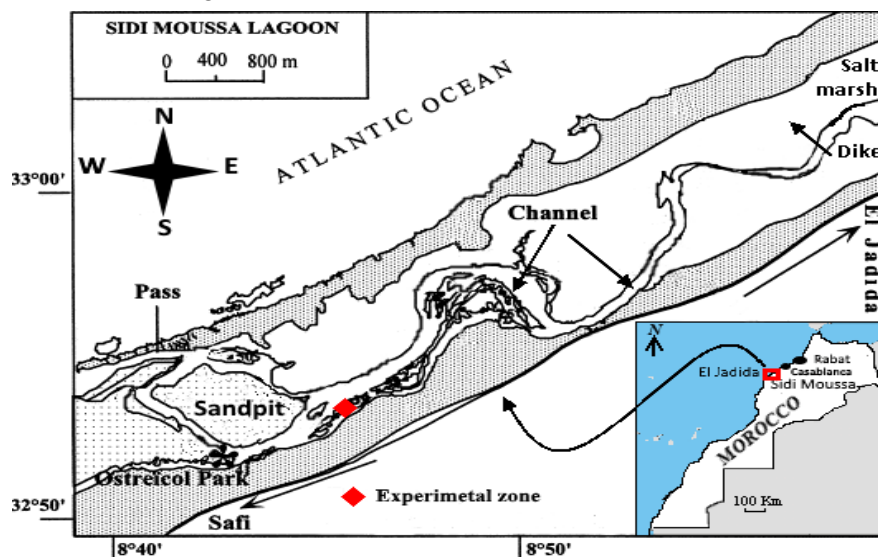 SIDI MOUSSA LAGOON
0 400 800 m
ATLANTIC OCEAN
N
W E
S
33°00'
Salt
marsh
Dike
Channel
El Jadida
Pass
Sandpit
Ostreicol Park
Experimetal zone
Safi
32°50'
8°40'
8°50'
N
Rabat
El Jadida
Casablanca
Sidi Moussa
MOROCCO
100 Km